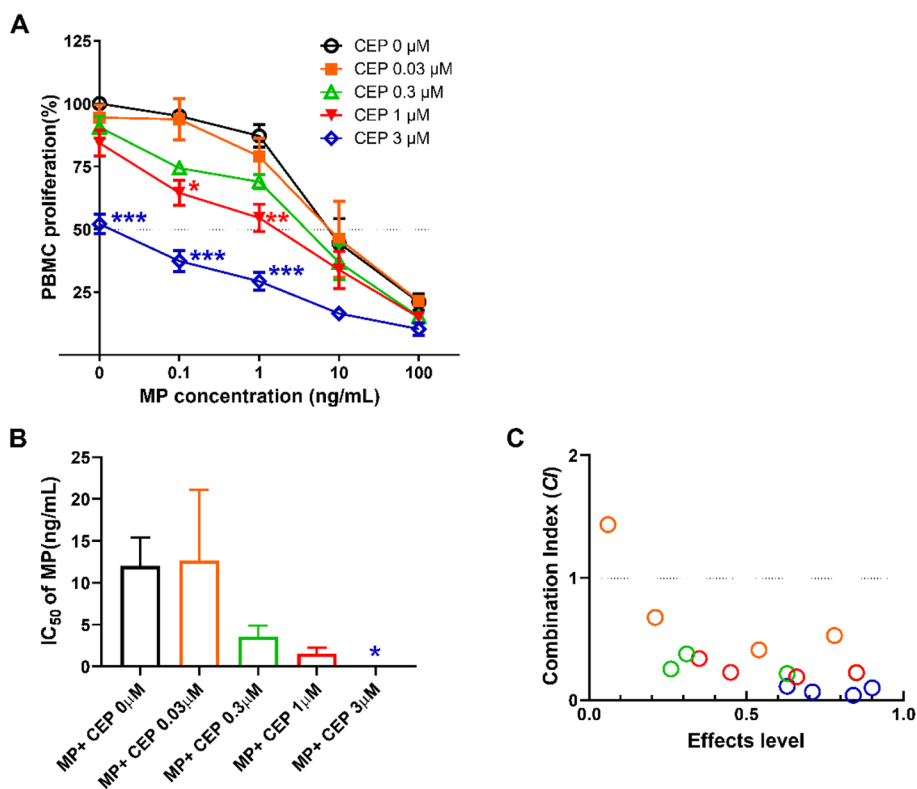 A
125
100
75
50
25
PBMC proliferation(%)
CEP 0 µM
CEP 0.03 µM
CEP 0.3 µM
CEP 1 µM
CEP 3 µM
***
*
***
**
***
0
0.1
1
10
100
MP concentration (ng/mL)
B
25
20
15
10
5
0
IC50 of MP(ng/mL)
*
MP+ CEP 0µM
MP+ CEP 0.03µM
MP+ CEP 0.3µM
MP+ CEP 1µM
MP+ CEP 3µM
C
2
1
0
Combination Index (CI)
0.0
0.5
1.0
Effects level